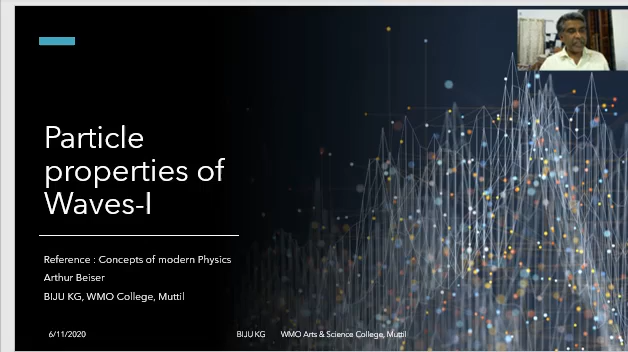 Particle
properties of
Waves-I
Reference : Concepts of modern Physics
Arthur Beiser
BIJU KG, WMO College, Muttil
6/11/2020
BIJU KG
WMO Arts & Science College, Muttil